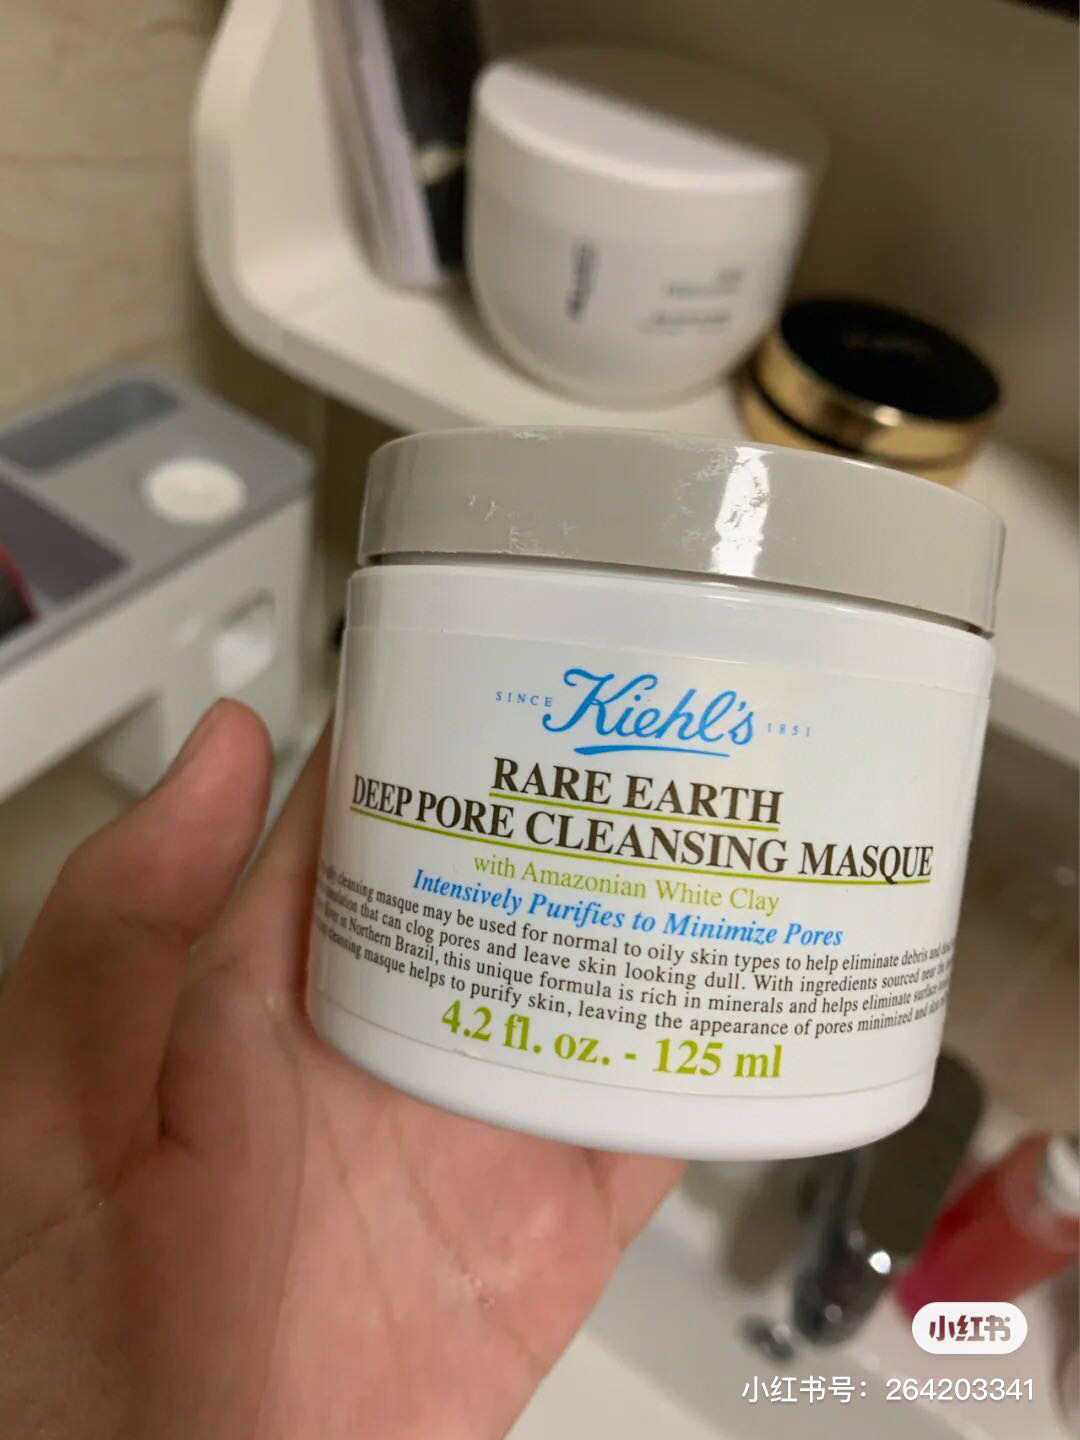 SINCE Kiehl's 1851
RARE EARTH
DEEP PORE CLEANSING MASQUE
with Amazonian White Clay
Intensively Purifies to Minimize Pores
cleansing masque may be used for normal to oily skin types to help eliminate debris and
that can clog pores and leave skin looking dull. With ingredients sourced near the
in Northern Brazil, this unique formula is rich in minerals and helps eliminate surface
cleansing masque helps to purify skin, leaving the appearance of pores minimized and
4.2 fl. oz. - 125 ml
小红书
小红书号：264203341